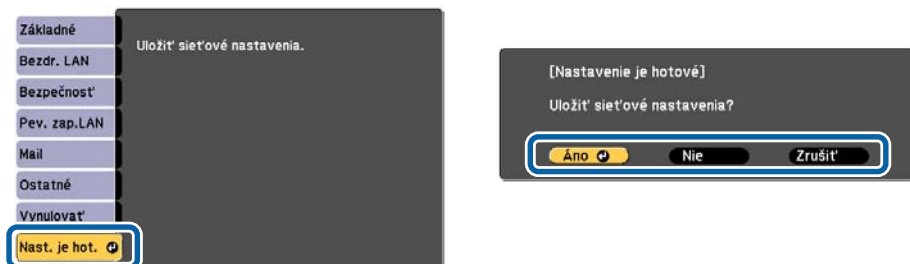 Základné
Uložiť sieťové nastavenia.
Bezdr. LAN
Bezpečnosť
Pev. zap.LAN
Mail
Ostatné
Vynulovať
Nast. je hot.
[Nastavenie je hotové]
Uložiť sieťové nastavenia?
Áno Nie Zrušiť